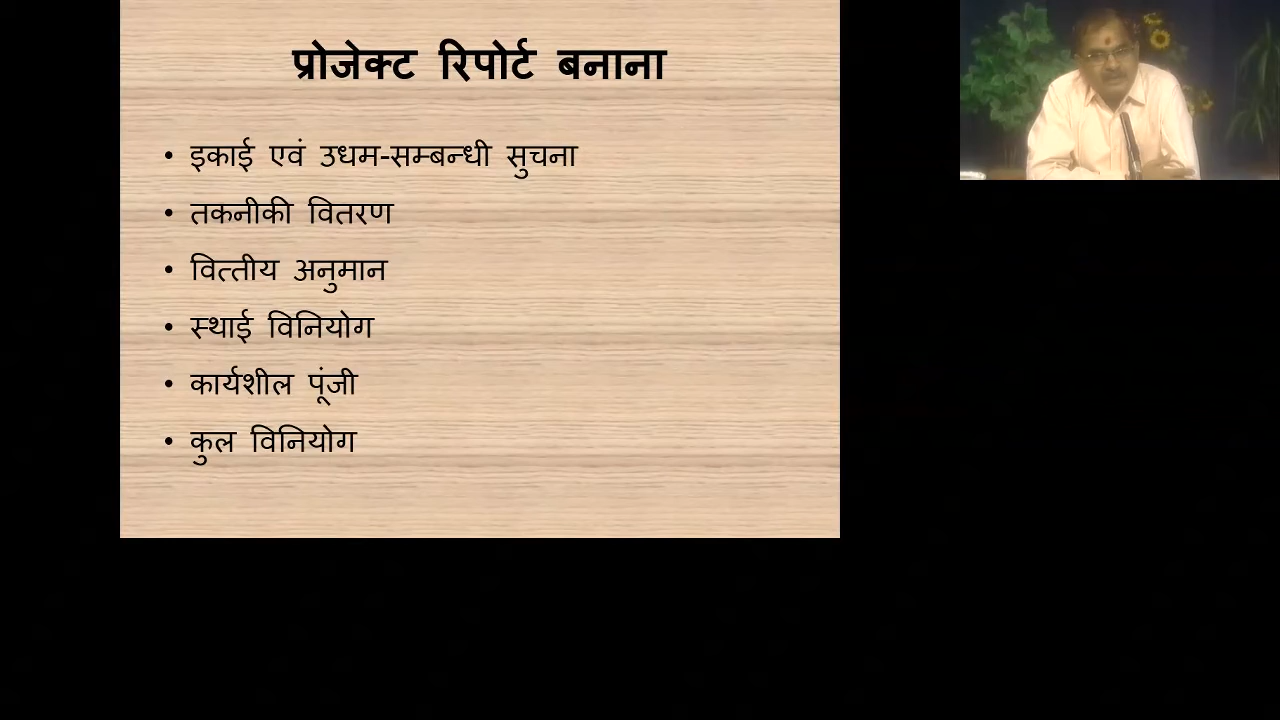 प्रोजेक्ट रिपोर्ट बनाना
• इकाई एवं उधम-सम्बन्धी सुचना
• तकनीकी वितरण
• वित्तीय अनुमान
• स्थाई विनियोग
• कार्यशील पूंजी
• कुल विनियोग